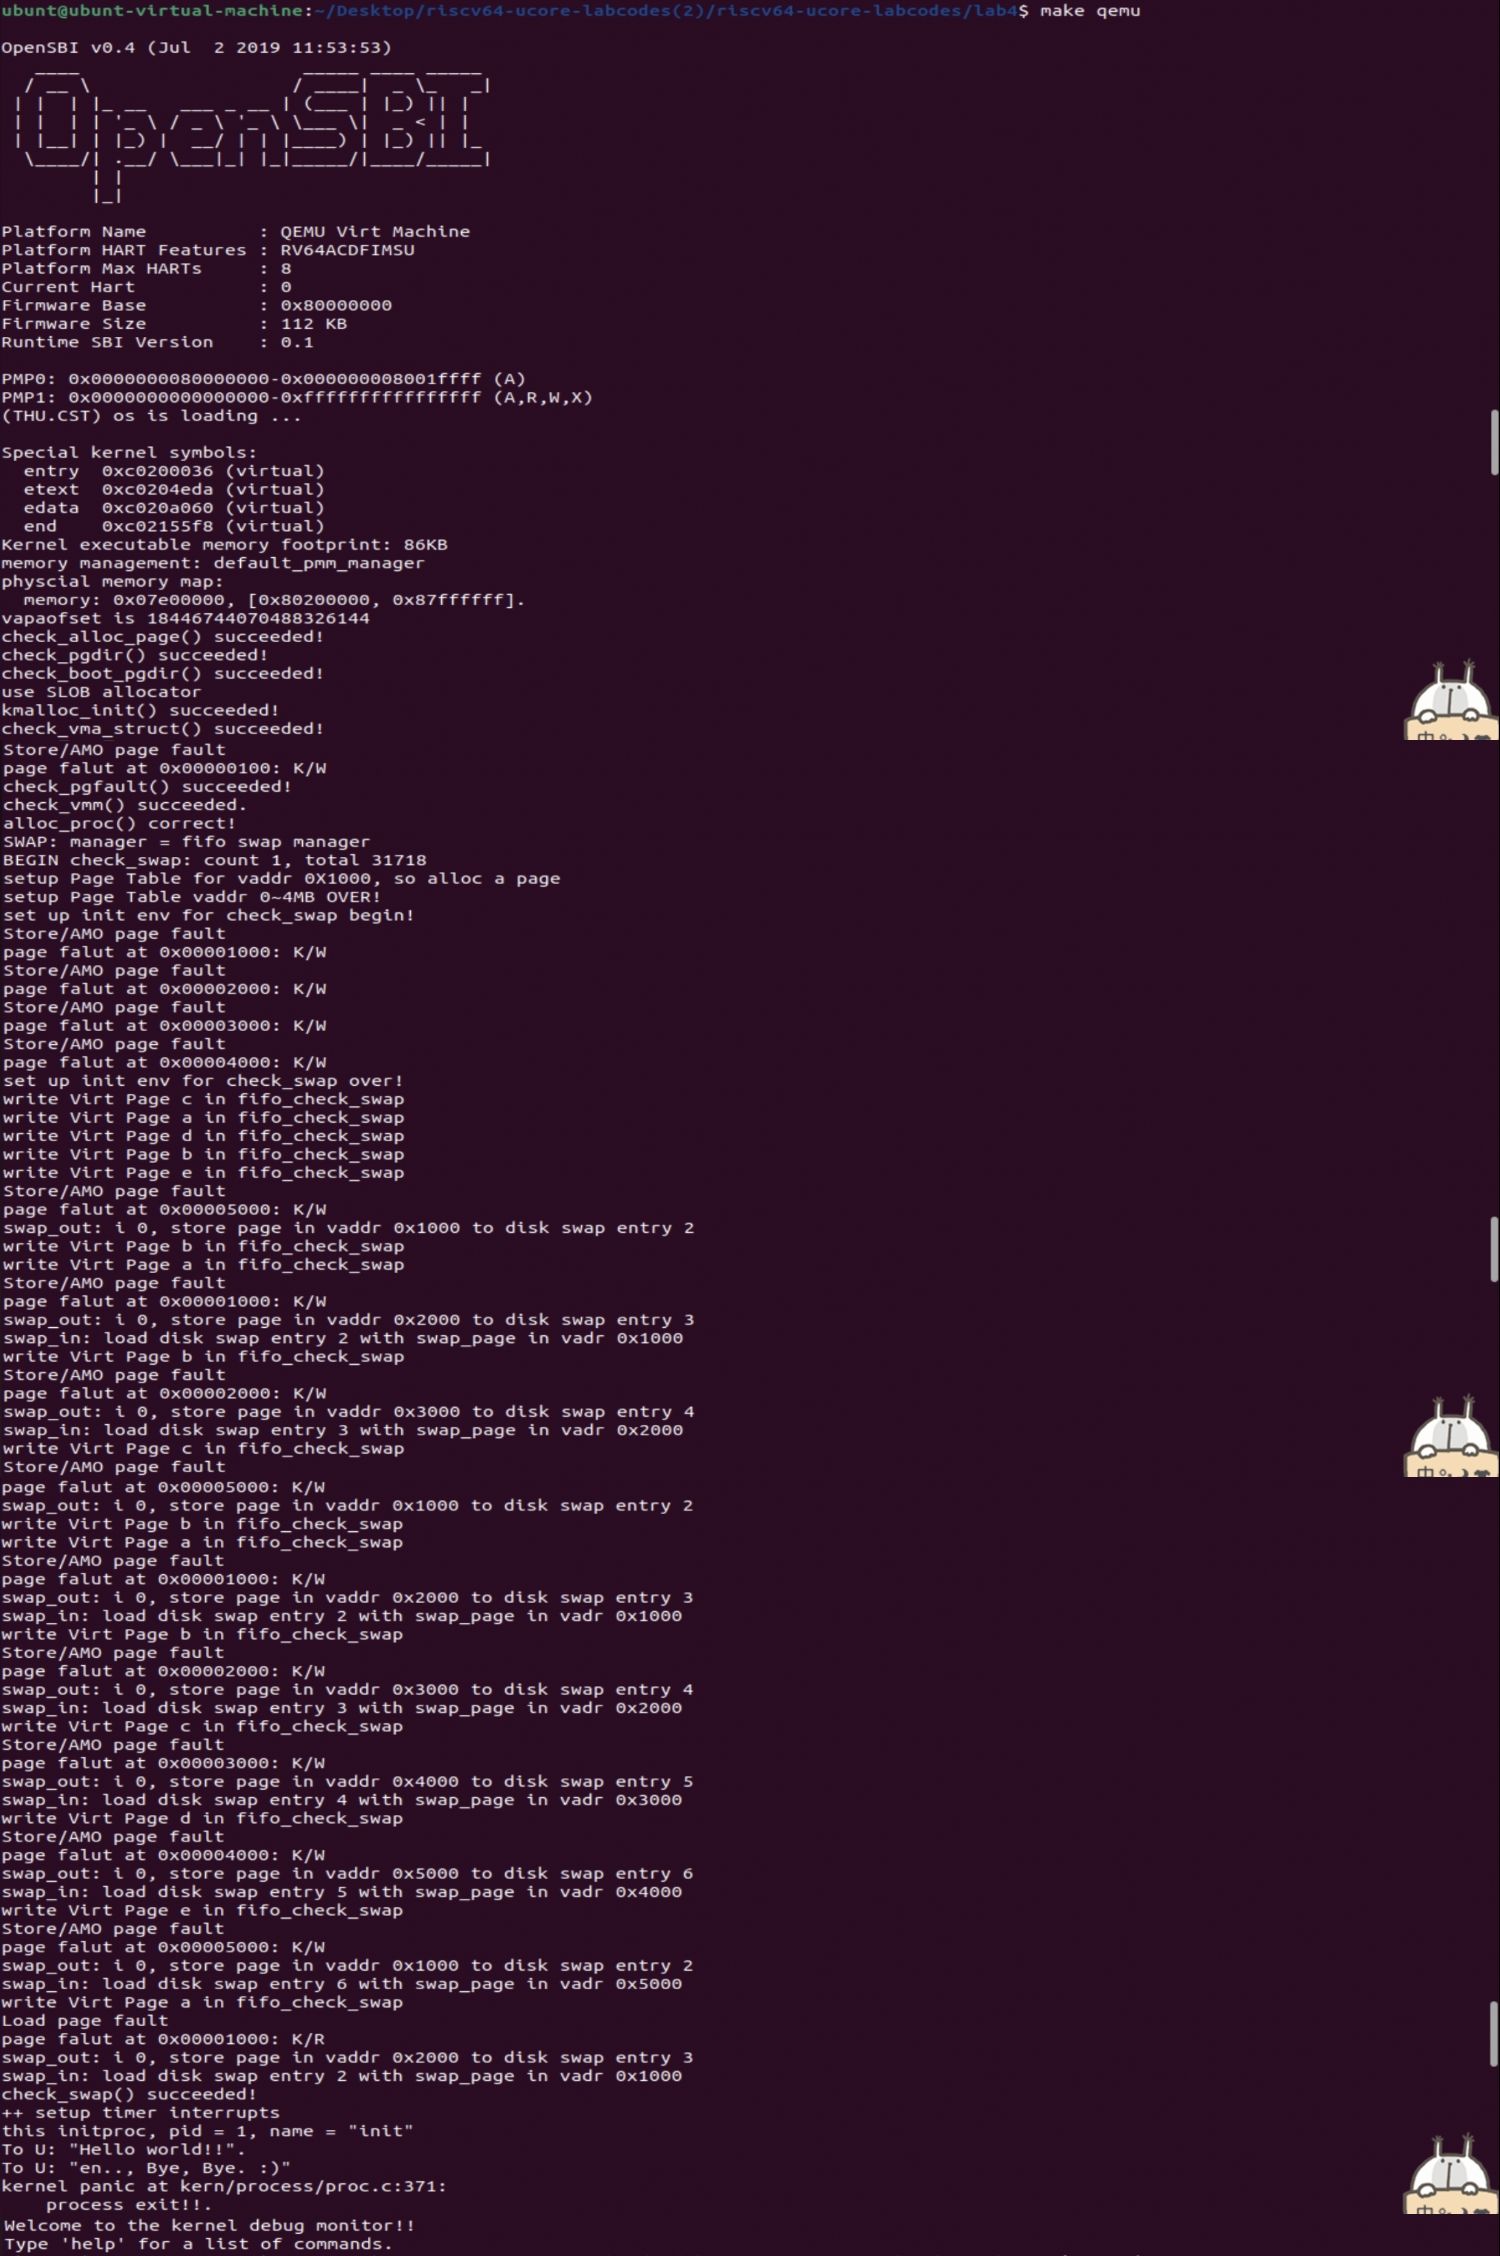 ubunt@ubunt-virtual-machine:~/Desktop/riscv64-ucore-labcodes(2)/riscv64-ucore-labcodes/lab4$ make qemu
OpenSBI v0.4 (Jul  2 2019 11:53:53)
OpenSBI
Platform Name          : QEMU Virt Machine
Platform HART Features : RV64ACDFIMSU
Platform Max HARTs     : 8
Current Hart           : 0
Firmware Base          : 0x80000000
Firmware Size          : 112 KB
Runtime SBI Version    : 0.1
PMP0: 0x0000000080000000-0x000000008001ffff (A)
PMP1: 0x0000000000000000-0xffffffffffffffff (A,R,W,X)
(THU.CST) os is loading ...
Special kernel symbols:
  entry  0xc0200036 (virtual)
  etext  0xc0204eda (virtual)
  edata  0xc020a060 (virtual)
  end    0xc02155f8 (virtual)
Kernel executable memory footprint: 86KB
memory management: default_pmm_manager
physcial memory map:
  memory: 0x07e00000, [0x80200000, 0x87ffffff].
vapaofset is 18446744070488326144
check_alloc_page() succeeded!
check_pgdir() succeeded!
check_boot_pgdir() succeeded!
use SLOB allocator
kmalloc_init() succeeded!
check_vma_struct() succeeded!
Store/AMO page fault
page falut at 0x00000100: K/W
check_pgfault() succeeded!
check_vmm() succeeded.
alloc_proc() correct!
SWAP: manager = fifo swap manager
BEGIN check_swap: count 1, total 31718
setup Page Table for vaddr 0X1000, so alloc a page
setup Page Table vaddr 0~4MB OVER!
set up init env for check_swap begin!
Store/AMO page fault
page falut at 0x00001000: K/W
Store/AMO page fault
page falut at 0x00002000: K/W
Store/AMO page fault
page falut at 0x00003000: K/W
Store/AMO page fault
page falut at 0x00004000: K/W
set up init env for check_swap over!
write Virt Page c in fifo_check_swap
write Virt Page a in fifo_check_swap
write Virt Page d in fifo_check_swap
write Virt Page b in fifo_check_swap
write Virt Page e in fifo_check_swap
Store/AMO page fault
page falut at 0x00005000: K/W
swap_out: i 0, store page in vaddr 0x1000 to disk swap entry 2
write Virt Page b in fifo_check_swap
write Virt Page a in fifo_check_swap
Store/AMO page fault
page falut at 0x00001000: K/W
swap_out: i 0, store page in vaddr 0x2000 to disk swap entry 3
swap_in: load disk swap entry 2 with swap_page in vadr 0x1000
write Virt Page b in fifo_check_swap
Store/AMO page fault
page falut at 0x00002000: K/W
swap_out: i 0, store page in vaddr 0x3000 to disk swap entry 4
swap_in: load disk swap entry 3 with swap_page in vadr 0x2000
write Virt Page c in fifo_check_swap
Store/AMO page fault
page falut at 0x00005000: K/W
swap_out: i 0, store page in vaddr 0x1000 to disk swap entry 2
write Virt Page b in fifo_check_swap
write Virt Page a in fifo_check_swap
Store/AMO page fault
page falut at 0x00001000: K/W
swap_out: i 0, store page in vaddr 0x2000 to disk swap entry 3
swap_in: load disk swap entry 2 with swap_page in vadr 0x1000
write Virt Page b in fifo_check_swap
Store/AMO page fault
page falut at 0x00002000: K/W
swap_out: i 0, store page in vaddr 0x3000 to disk swap entry 4
swap_in: load disk swap entry 3 with swap_page in vadr 0x2000
write Virt Page c in fifo_check_swap
Store/AMO page fault
page falut at 0x00003000: K/W
swap_out: i 0, store page in vaddr 0x4000 to disk swap entry 5
swap_in: load disk swap entry 4 with swap_page in vadr 0x3000
write Virt Page d in fifo_check_swap
Store/AMO page fault
page falut at 0x00004000: K/W
swap_out: i 0, store page in vaddr 0x5000 to disk swap entry 6
swap_in: load disk swap entry 5 with swap_page in vadr 0x4000
write Virt Page e in fifo_check_swap
Store/AMO page fault
page falut at 0x00005000: K/W
swap_out: i 0, store page in vaddr 0x1000 to disk swap entry 2
swap_in: load disk swap entry 6 with swap_page in vadr 0x5000
write Virt Page a in fifo_check_swap
Load page fault
page falut at 0x00001000: K/R
swap_out: i 0, store page in vaddr 0x2000 to disk swap entry 3
swap_in: load disk swap entry 2 with swap_page in vadr 0x1000
check_swap() succeeded!
++ setup timer interrupts
this initproc, pid = 1, name = "init"
To U: "Hello world!!".
To U: "en.., Bye, Bye. :)"
kernel panic at kern/process/proc.c:371:
    process exit!!.
Welcome to the kernel debug monitor!!
Type 'help' for a list of commands.